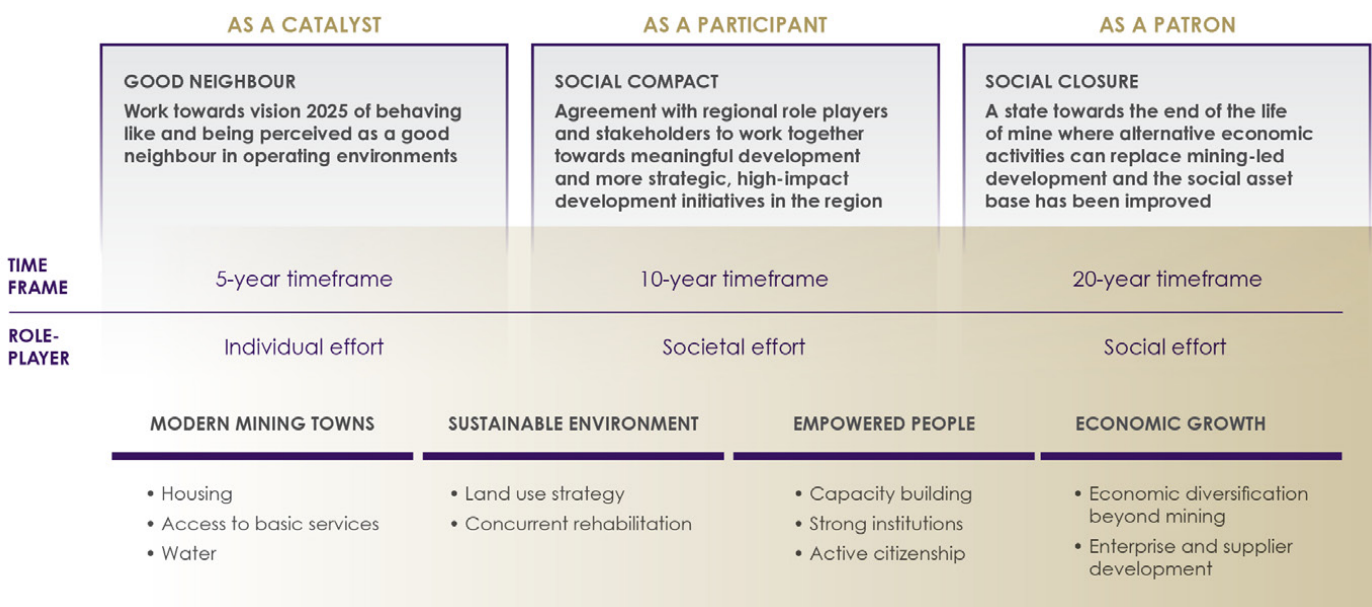 AS A CATALYST
GOOD NEIGHBOUR
Work towards vision 2025 of behaving
like and being perceived as a good
neighbour in operating environments
AS A PARTICIPANT
SOCIAL COMPACT
Agreement with regional role players
and stakeholders to work together
towards meaningful development
and more strategic, high-impact
development initiatives in the region
AS A PATRON
SOCIAL CLOSURE
A state towards the end of the life
of mine where alternative economic
activities can replace mining-led
development and the social asset
base has been improved
TIME
FRAME
5-year timeframe
10-year timeframe
20-year timeframe
ROLE-
PLAYER
Individual effort
Societal effort
Social effort
MODERN MINING TOWNS
• Housing
• Access to basic services
• Water
SUSTAINABLE ENVIRONMENT
• Land use strategy
• Concurrent rehabilitation
EMPOWERED PEOPLE
• Capacity building
• Strong institutions
• Active citizenship
ECONOMIC GROWTH
• Economic diversification
beyond mining
• Enterprise and supplier
development